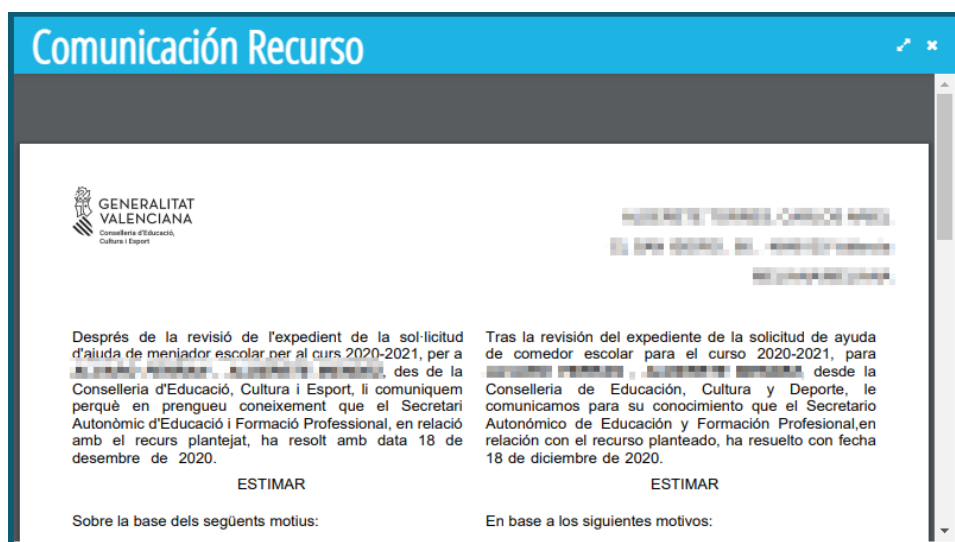 Comunicación Recurso
GENERALITAT
VALENCIANA
Conselleria d'Educació,
Cultura i Esport
Després de la revisió de l'expedient de la sol·licitud
d'ajuda de menjador escolar per al curs 2020-2021, per a
, des de la
Conselleria d'Educació, Cultura i Esport, li comuniquem
perquè en prengueu coneixement que el Secretari
Autonòmic d'Educació i Formació Professional, en relació
amb el recurs plantejat, ha resolt amb data 18 de
desembre de 2020.
ESTIMAR
Sobre la base dels següents motius:
Tras la revisión del expediente de la solicitud de ayuda
de comedor escolar para el curso 2020-2021, para
, desde la
Conselleria de Educación, Cultura y Deporte, le
comunicamos para su conocimiento que el Secretario
Autonómico de Educación y Formación Profesional,en
relación con el recurso planteado, ha resuelto con fecha
18 de diciembre de 2020.
ESTIMAR
En base a los siguientes motivos: